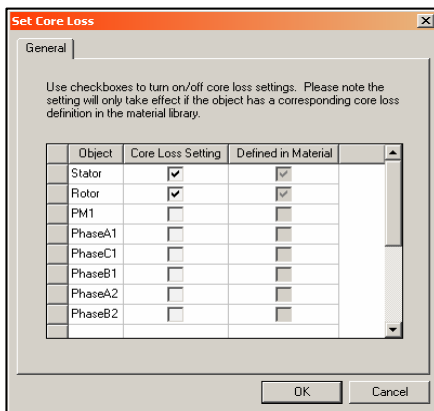 Set Core Loss
General
Use checkboxes to turn on/off core loss settings. Please note the
setting will only take effect if the object has a corresponding core loss
definition in the material library.
Object Core Loss Setting Defined in Material
Stator
Rotor
PM1
PhaseA1
PhaseC1
PhaseB1
PhaseA2
PhaseB2
OK Cancel